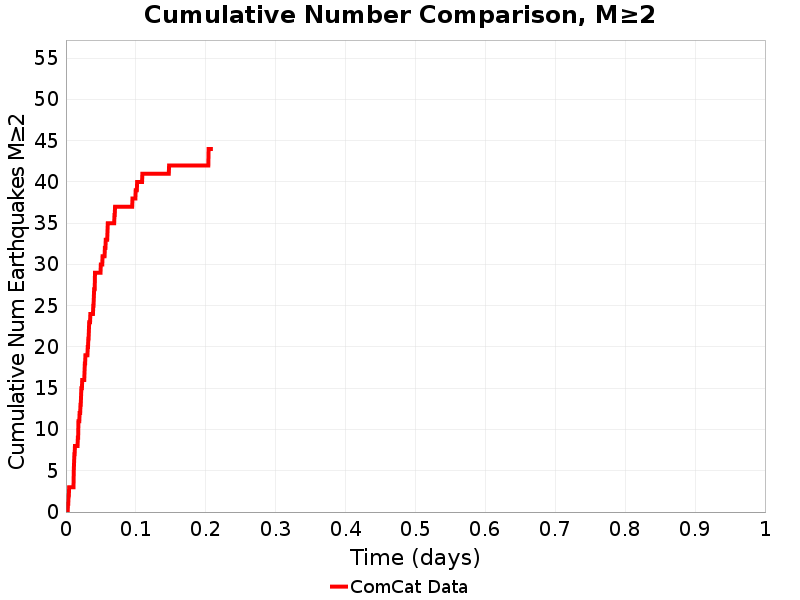 Cumulative Number Comparison, M≥2
Cumulative Num Earthquakes M≥2
55
50
45
40
35
30
25
20
15
10
5
0
0 0.1 0.2 0.3 0.4 0.5 0.6 0.7 0.8 0.9 1
Time (days)
ComCat Data